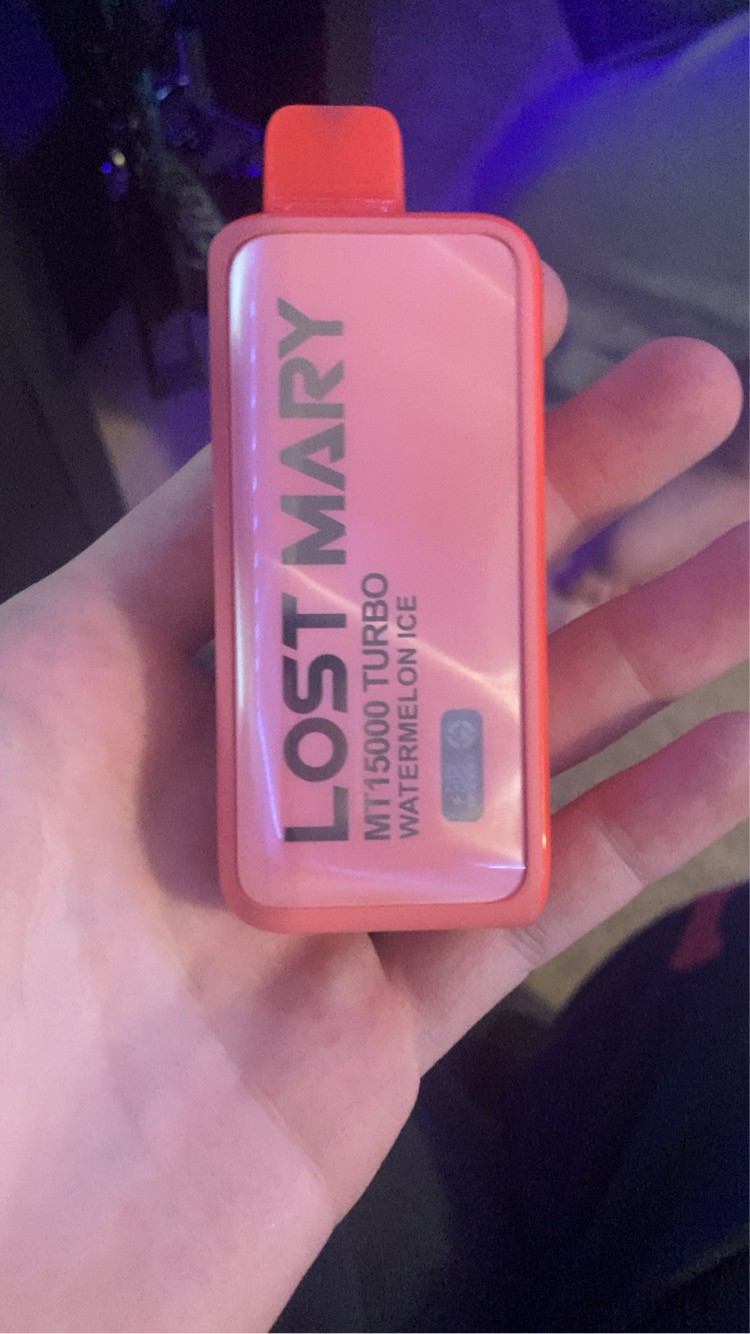 LOST MARY
MT15000 TURBO
WATERMELON ICE